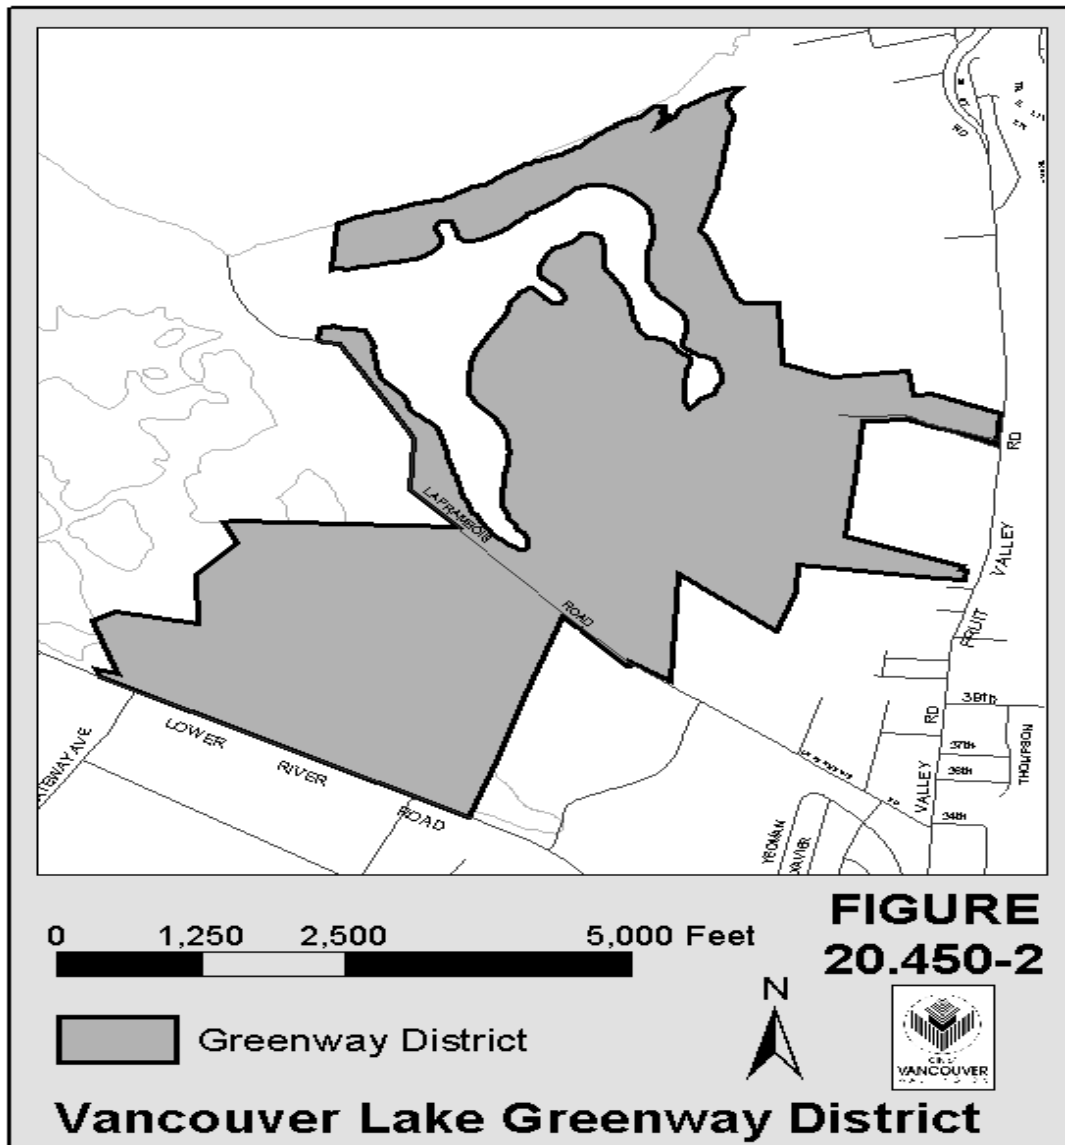 RD
RD
LAFRAMBOIS
ROAD
VALLEY
FRUIT
39th
RD
37th
36th
THOMPSON
VALLEY
34th
LOWER
RIVER
ROAD
YEOMAN
XAVIER
FIGURE
20.450-2
0 1,250 2,500 5,000 Feet
N
Greenway District
VANCOUVER
Vancouver Lake Greenway District